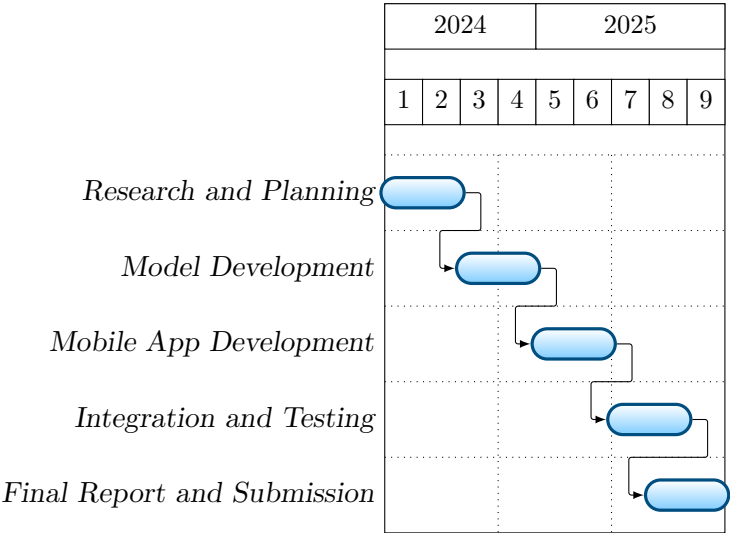 2024 2025
1 2 3 4 5 6 7 8 9
Research and Planning
Model Development
Mobile App Development
Integration and Testing
Final Report and Submission